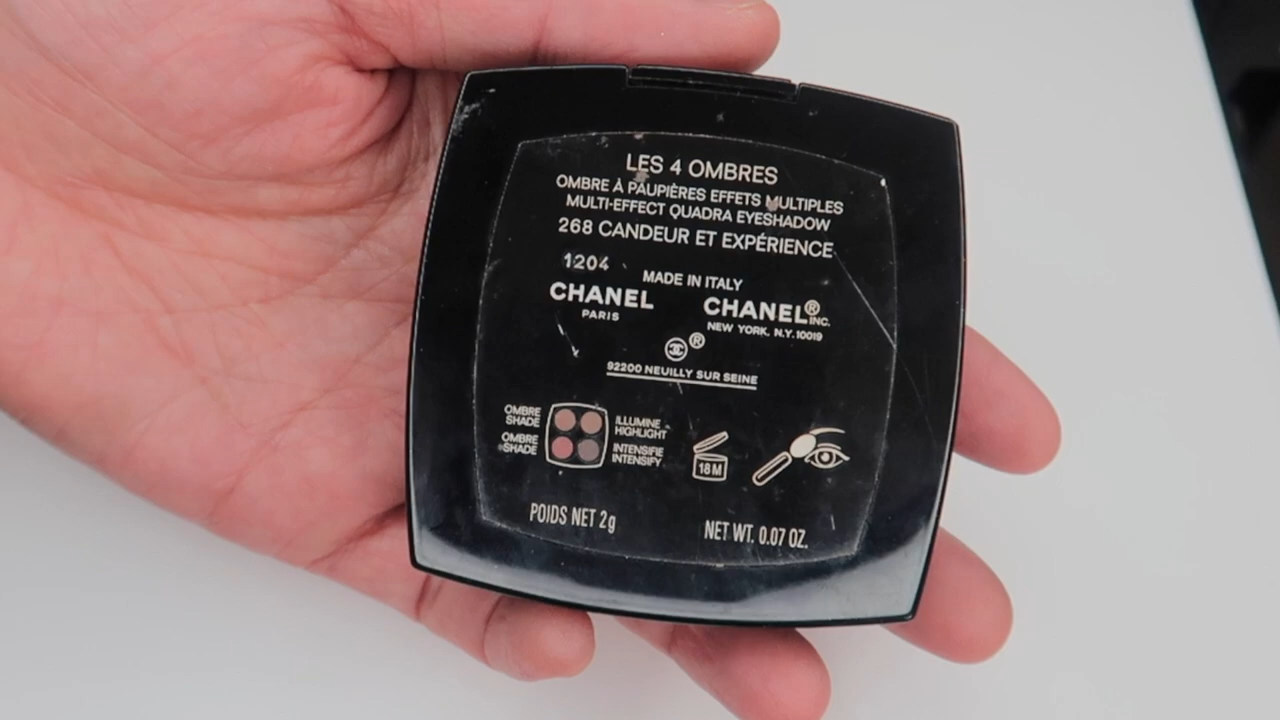 LES 4 OMBRES
OMBRE À PAUPIÈRES EFFETS MULTIPLES
MULTI-EFFECT QUADRA EYESHADOW
268 CANDEUR ET EXPÉRIENCE
1204
MADE IN ITALY
CHANEL
PARIS
CHANEL® INC.
NEW YORK. N.Y. 10019
®
92200 NEUILLY SUR SEINE
OMBRE
SHADE
ILLUMINE
HIGHLIGHT
OMBRE
SHADE
INTENSIFIE
INTENSIFY
18 M
POIDS NET 2g
NET WT. 0.07 OZ.